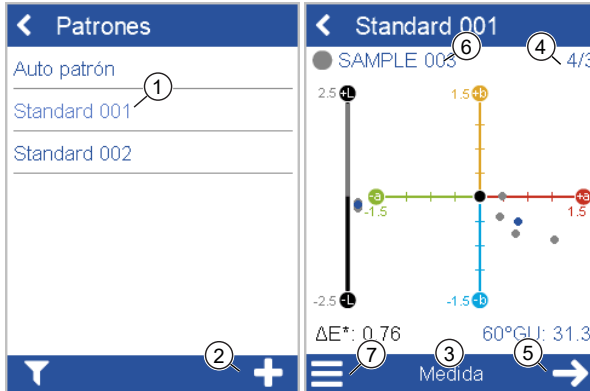 Patrones
Auto patrón
Standard 001
1
Standard 002
2
Standard 001
6
4
SAMPLE 003
4/3
2.5 +L
1.5 +b
-a
+a
-1.5
1.5
-2.5 -L
-1.5 -b
ΔE*: 0.76
60°GU: 31.3
7
3
5
Medida